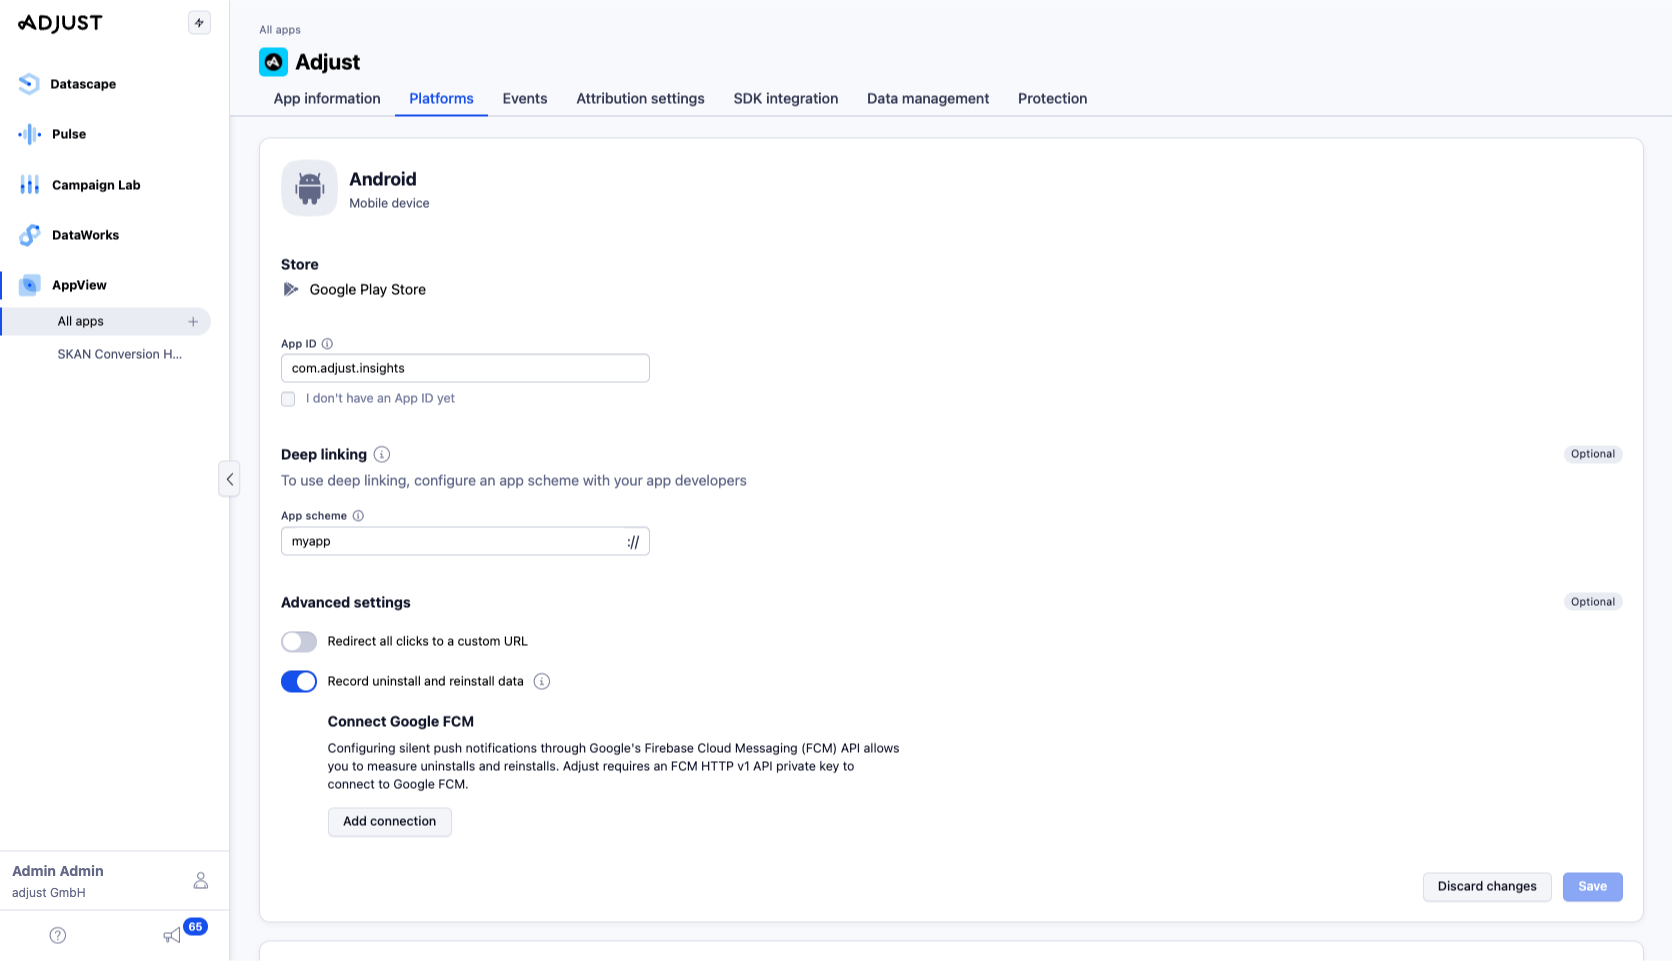 ADJUST
Datascape
Pulse
Campaign Lab
DataWorks
AppView
All apps
SKAN Conversion H...
Admin Admin
adjust GmbH
65
All apps
Adjust
App information
Platforms
Events
Attribution settings
SDK integration
Data management
Protection
Android
Mobile device
Store
Google Play Store
App ID
com.adjust.insights
I don't have an App ID yet
Deep linking
Optional
To use deep linking, configure an app scheme with your app developers
App scheme
myapp ://
Advanced settings
Optional
Redirect all clicks to a custom URL
Record uninstall and reinstall data
Connect Google FCM
Configuring silent push notifications through Google's Firebase Cloud Messaging (FCM) API allows
you to measure uninstalls and reinstalls. Adjust requires an FCM HTTP v1 API private key to
connect to Google FCM.
Add connection
Discard changes
Save